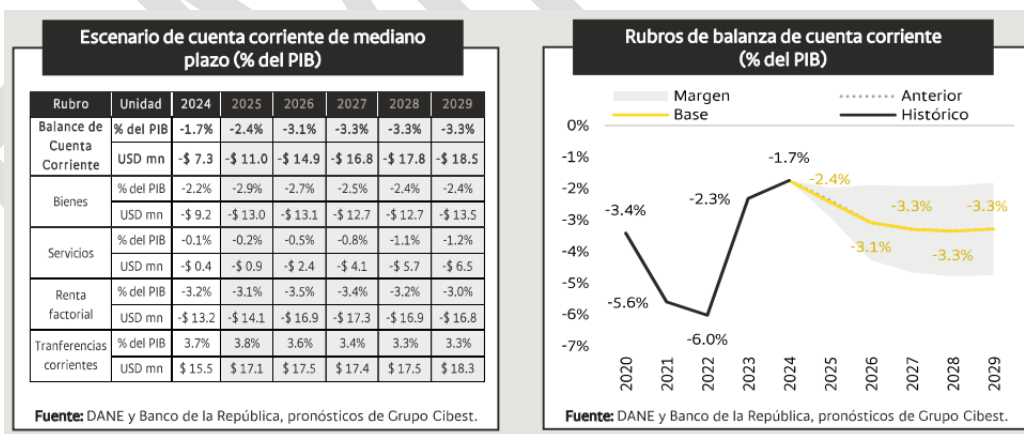 Escenario de cuenta corriente de mediano
plazo (% del PIB)
Rubro Unidad 2024 2025 2026 2027 2028 2029
Balance de Cuenta Corriente
% del PIB -1.7% -2.4% -3.1% -3.3% -3.3% -3.3%
USD mn -$ 7.3 -$ 11.0 -$ 14.9 -$ 16.8 -$ 17.8 -$ 18.5
Bienes
% del PIB -2.2% -2.9% -2.7% -2.5% -2.4% -2.4%
USD mn -$ 9.2 -$ 13.0 -$ 13.1 -$ 12.7 -$ 12.7 -$ 13.5
Servicios
% del PIB -0.1% -0.2% -0.5% -0.8% -1.1% -1.2%
USD mn -$ 0.4 -$ 0.9 -$ 2.4 -$ 4.1 -$ 5.7 -$ 6.5
Renta factorial
% del PIB -3.2% -3.1% -3.5% -3.4% -3.2% -3.0%
USD mn -$ 13.2 -$ 14.1 -$ 16.9 -$ 17.3 -$ 16.9 -$ 16.8
Tranferencias corrientes
% del PIB 3.7% 3.8% 3.6% 3.4% 3.3% 3.3%
USD mn $ 15.5 $ 17.1 $ 17.5 $ 17.4 $ 17.5 $ 18.3
Fuente: DANE y Banco de la República, pronósticos de Grupo Cibest.
Rubros de balanza de cuenta corriente
(% del PIB)
Margen Anterior
Base Histórico
0%
-1%
-2%
-3%
-4%
-5%
-6%
-7%
-3.4%
-5.6%
-6.0%
-2.3%
-1.7%
-2.4%
-3.1%
-3.3%
-3.3%
-3.3%
2020 2021 2022 2023 2024 2025 2026 2027 2028 2029
Fuente: DANE y Banco de la República, pronósticos de Grupo Cibest.